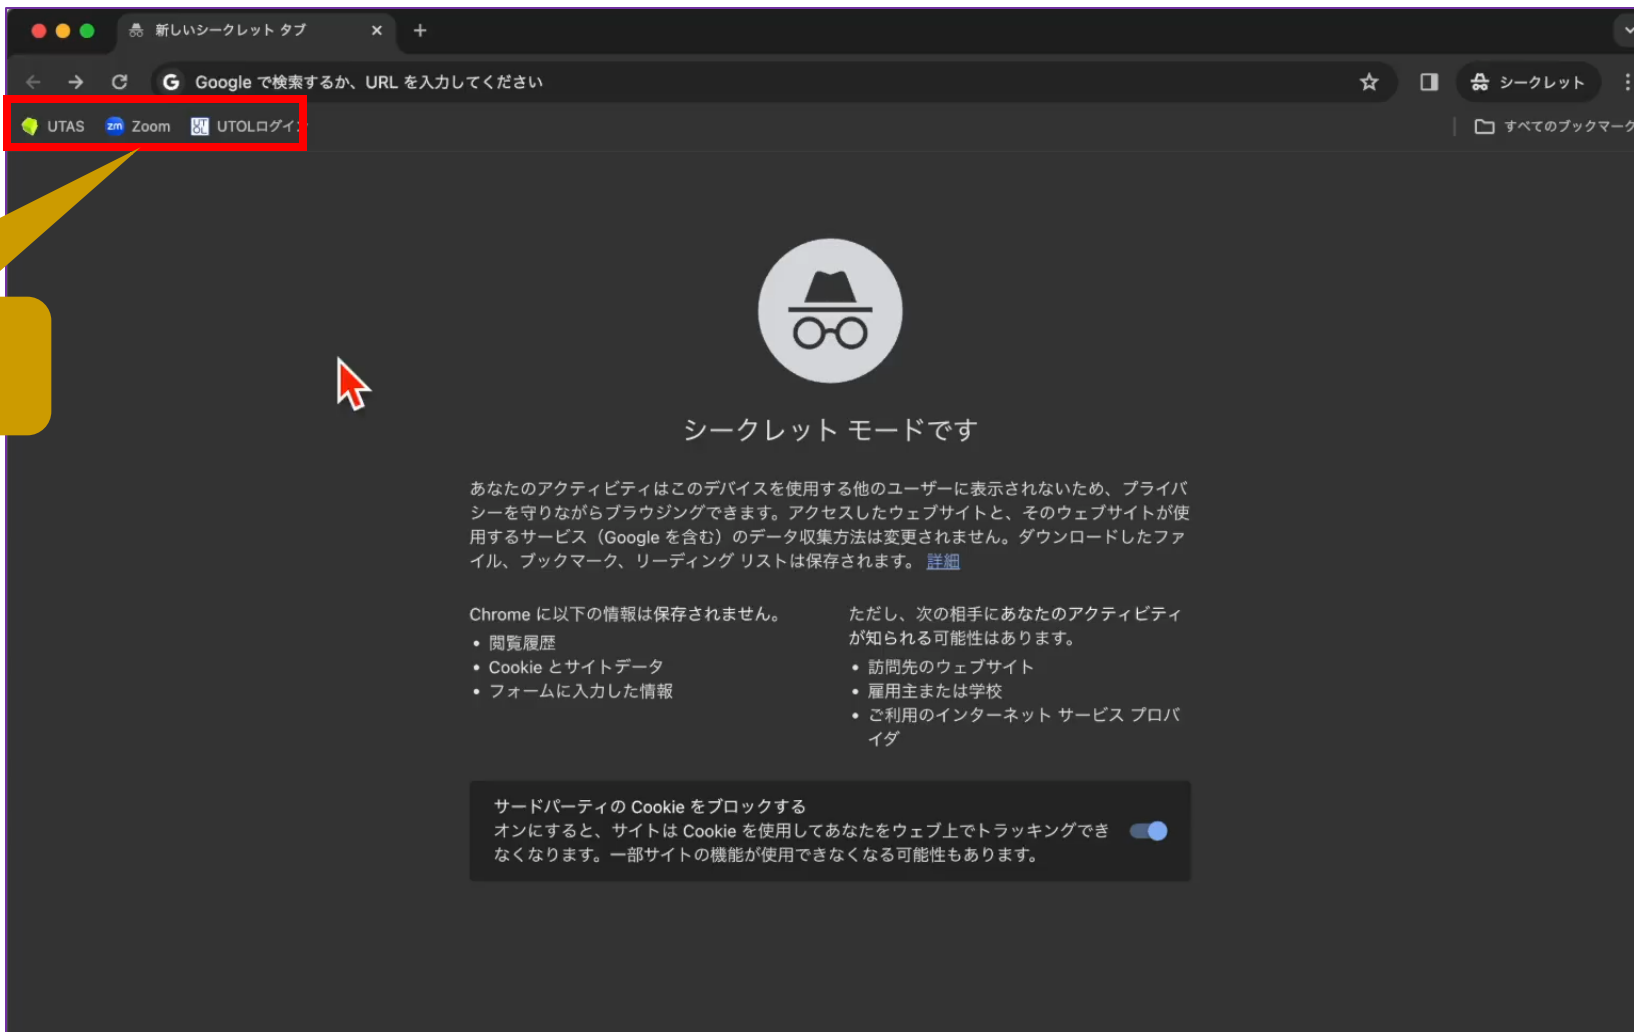 新しいシークレット タブ
Google で検索するか、URL を入力してください
シークレット
UTAS
Zoom
UTOLログイン
すべてのブックマーク
シークレット モードです
あなたのアクティビティはこのデバイスを使用する他のユーザーに表示されないため、プライバ
シーを守りながらブラウジングできます。アクセスしたウェブサイトと、そのウェブサイトが使
用するサービス（Google を含む）のデータ収集方法は変更されません。ダウンロードしたファ
イル、ブックマーク、リーディング リストは保存されます。 詳細
Chrome に以下の情報は保存されません。
• 閲覧履歴
• Cookie とサイトデータ
• フォームに入力した情報
ただし、次の相手にあなたのアクティビティ
が知られる可能性はあります。
• 訪問先のウェブサイト
• 雇用主または学校
• ご利用のインターネット サービス プロバ
イダ
サードパーティの Cookie をブロックする
オンにすると、サイトは Cookie を使用してあなたをウェブ上でトラッキングでき
なくなります。一部サイトの機能が使用できなくなる可能性もあります。